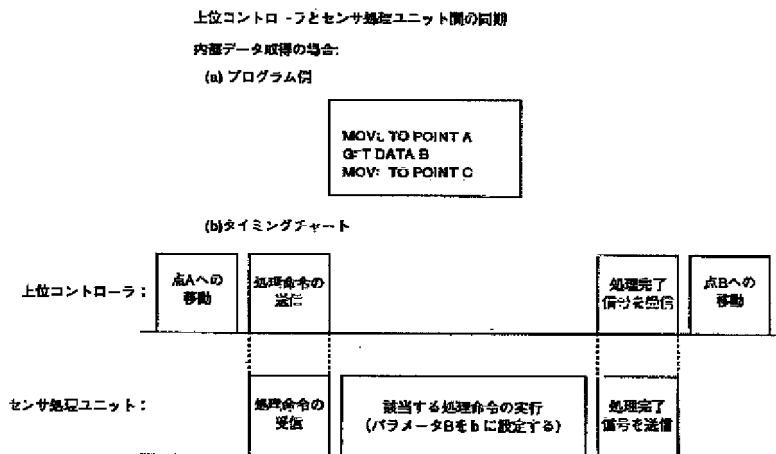 上位コントローラとセンサ処理ユニット間の同期
内部データ取得の場合:
(a) プログラム例
MOVE TO POINT A
GET DATA B
MOVE TO POINT C
(b)タイミングチャート
上位コントローラ：
点Aへの
移動
処理命令の
送信
処理完了
信号を受信
点Bへの
移動
センサ処理ユニット：
処理命令の
受信
該当する処理命令の実行
(パラメータBをbに設定する)
処理完了
信号を送信